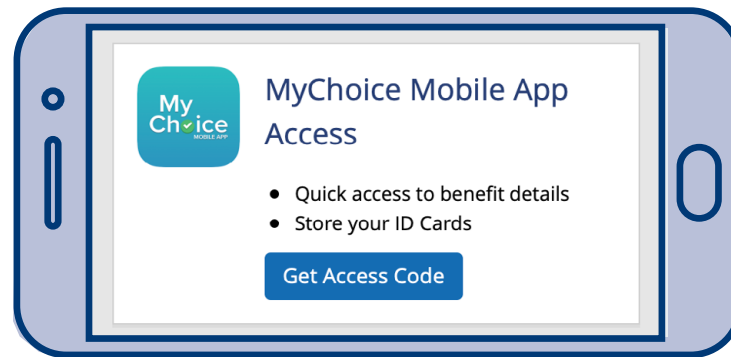 My
Choice
MOBILE APP
MyChoice Mobile App
Access
• Quick access to benefit details
• Store your ID Cards
Get Access Code